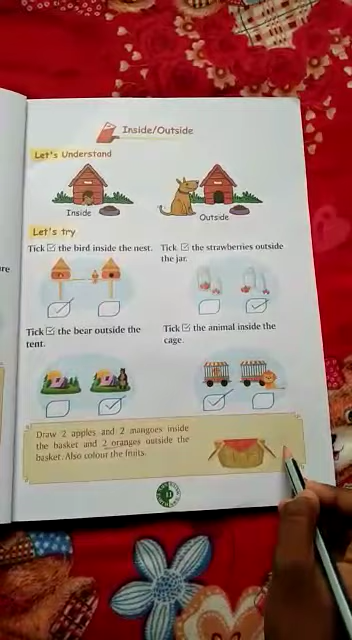 Inside/Outside
Let's Understand
Inside
Outside
Let's try
Tick ☑ the bird inside the nest.
Tick ☑ the strawberries outside
the jar.
Tick ☑ the bear outside the
tent.
Tick ☑ the animal inside the
cage.
Draw 2 apples and 2 mangoes inside
the basket and 2 oranges outside the
basket. Also colour the fruits.